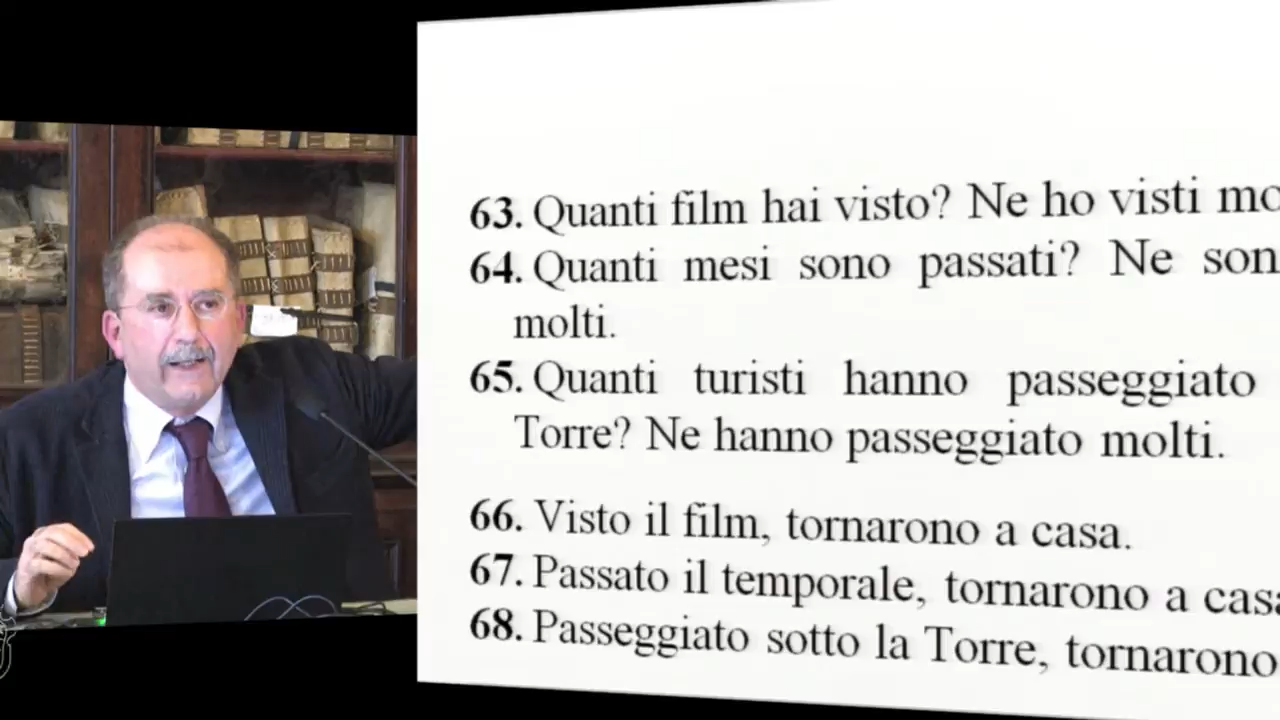 63. Quanti film hai visto? Ne ho visti
64. Quanti mesi sono passati? Ne
molti.
65. Quanti turisti hanno passeggiato
Torre? Ne hanno passeggiato molti.
66. Visto il film, tornarono a casa.
67. Passato il temporale, tornarono a
68. Passeggiato sotto la Torre, tornarono